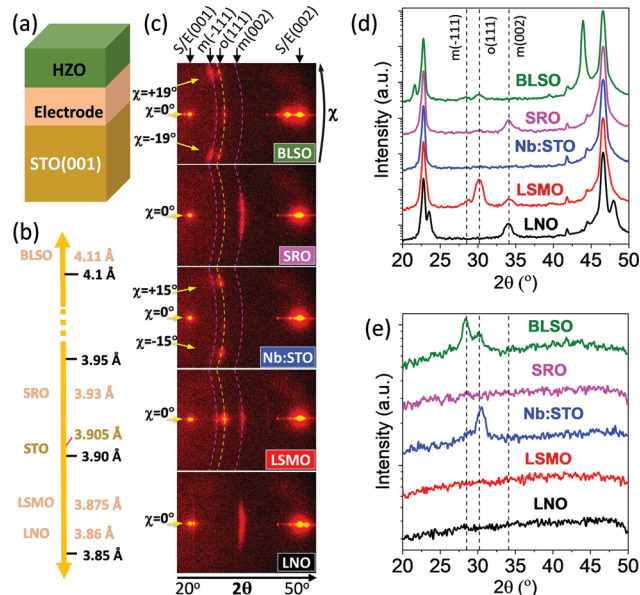 (a)
HZO
Electrode
STO(001)
(b)
BLSO 4.11 Å
4.1 Å
3.95 Å
SRO 3.93 Å
3.905 Å
STO
3.90 Å
LSMO 3.875 Å
LNO 3.86 Å
3.85 Å
(c)
S/E(001)
m(-111)
o(111)
m(002)
S/E(002)
χ=+19°
χ=0°
χ=-19°
χ
BLSO
χ=0°
SRO
χ=+15°
χ=0°
χ=-15°
Nb:STO
χ=0°
LSMO
χ=0°
LNO
20° 2θ 50°
(d)
Intensity (a.u.)
m(-111)
o(111)
m(002)
BLSO
SRO
Nb:STO
LSMO
LNO
20 25 30 35 40 45 50
2θ (°)
(e)
Intensity (a.u.)
BLSO
SRO
Nb:STO
LSMO
LNO
20 25 30 35 40 45 50
2θ (°)